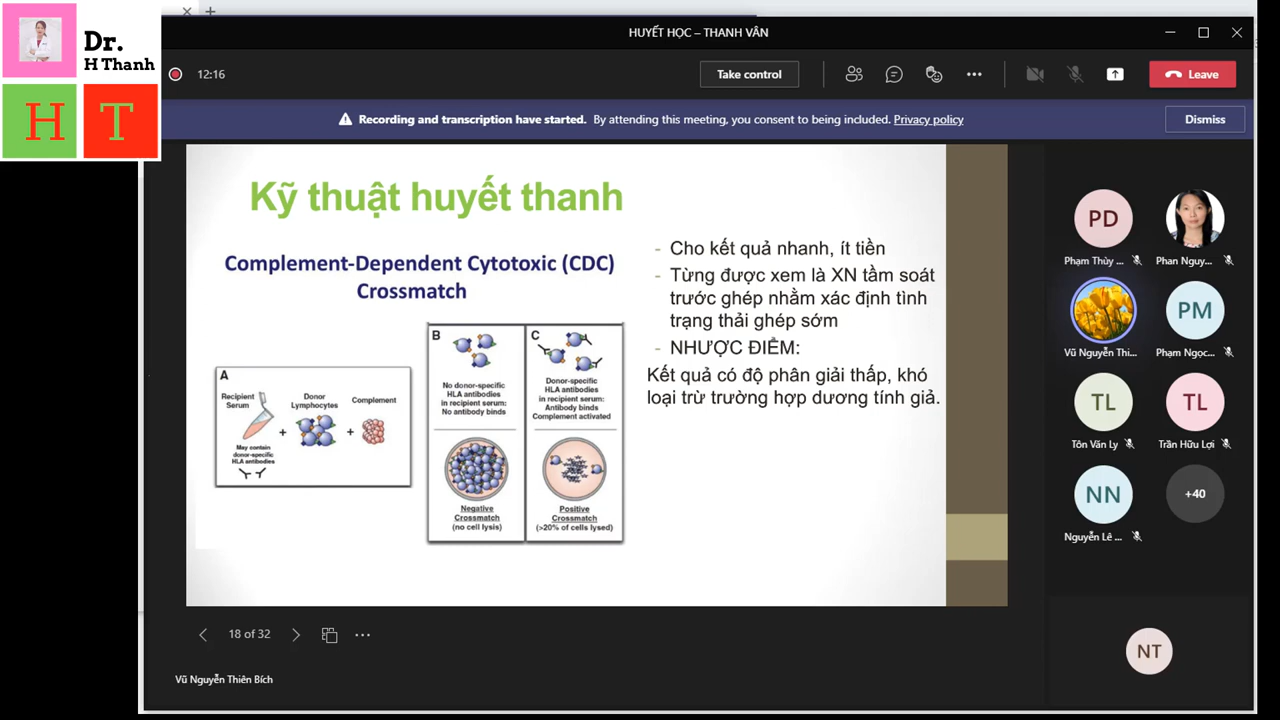 Dr.
H Thanh
H T
HUYẾT HỌC – THANH VÂN
12:16
Take control
Leave
Recording and transcription have started. By attending this meeting, you consent to being included. Privacy policy
Dismiss
Kỹ thuật huyết thanh
Complement-Dependent Cytotoxic (CDC)
Crossmatch
A
Recipient
Serum
Donor
Lymphocytes
Complement
+
+
May contain
donor-specific
HLA antibodies
B
No donor-specific
HLA antibodies
in recipient serum:
No antibody binds
Negative
Crossmatch
(no cell lysis)
C
Donor-specific
HLA antibodies
in recipient serum:
Antibody binds
Complement activated
Positive
Crossmatch
(>20% of cells lysed)
- Cho kết quả nhanh, ít tiền
- Từng được xem là XN tầm soát
trước ghép nhằm xác định tình
trạng thải ghép sớm
- NHƯỢC ĐIỂM:
Kết quả có độ phân giải thấp, khó
loại trừ trường hợp dương tính giả.
PD
Phạm Thùy ...
Phan Nguy...
Vũ Nguyễn Thi...
PM
Phạm Ngọc...
TL
Tôn Văn Ly
TL
Trần Hữu Lợi
NN
Nguyễn Lê ...
+40
NT
18 of 32
Vũ Nguyễn Thiên Bích